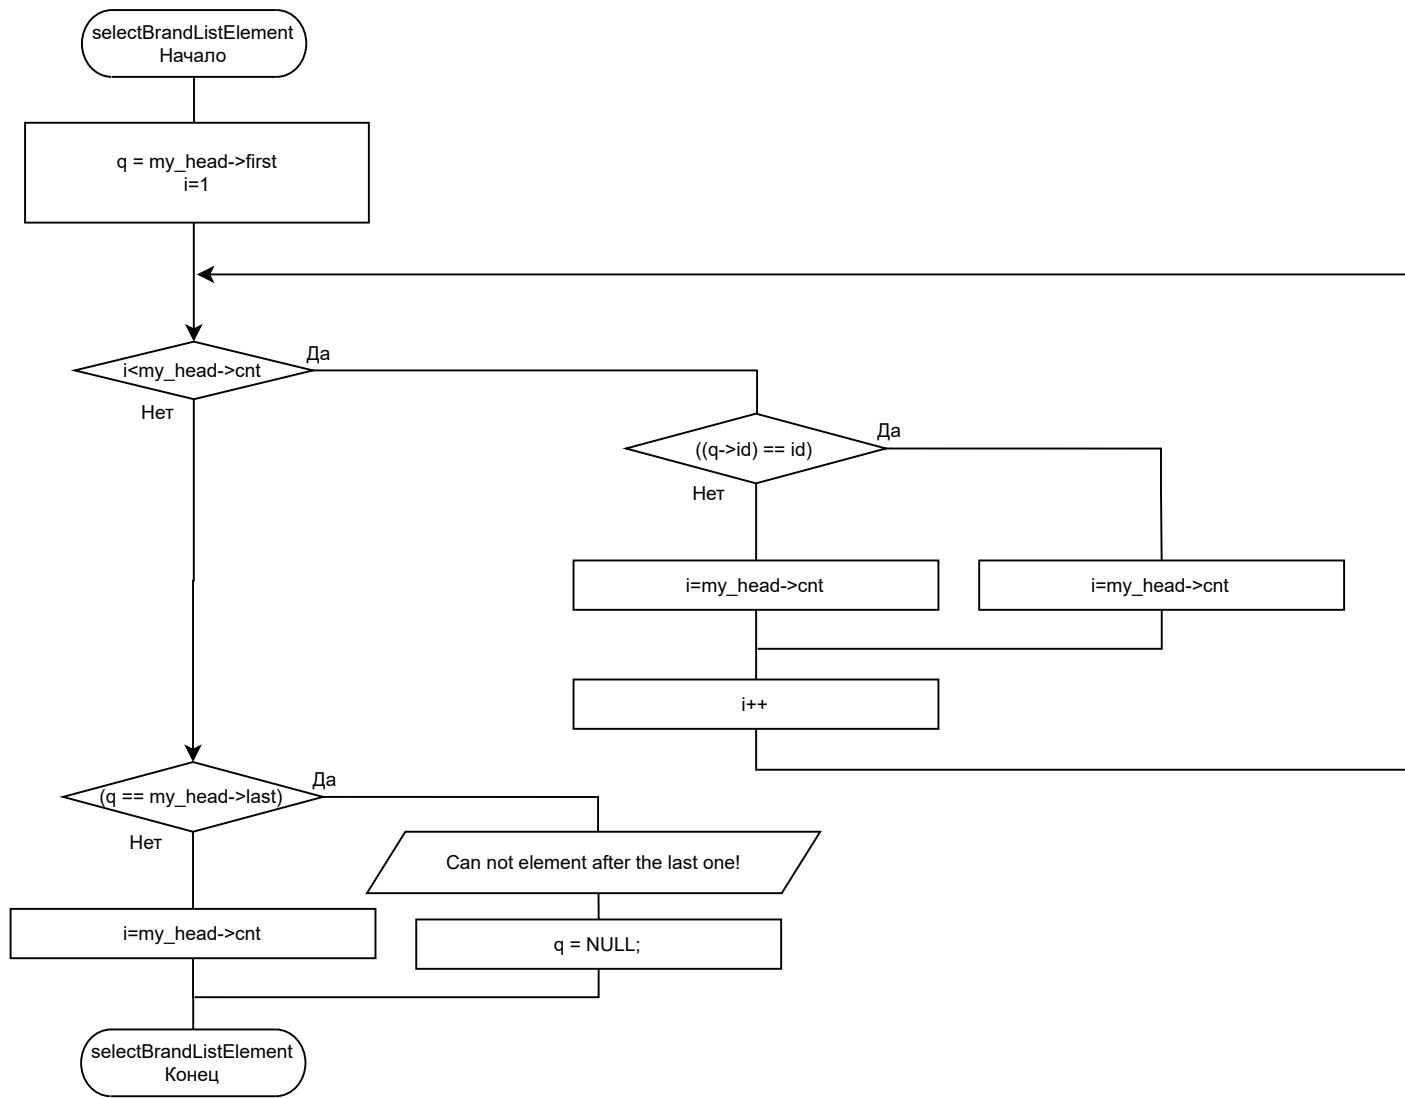 selectBrandListElement
Начало
q = my_head->first
i=1
i<my_head->cnt
Да
Нет
((q->id) == id)
Да
Нет
i=my_head->cnt
i=my_head->cnt
i++
(q == my_head->last)
Да
Нет
Can not element after the last one!
i=my_head->cnt
q = NULL;
selectBrandListElement
Конец